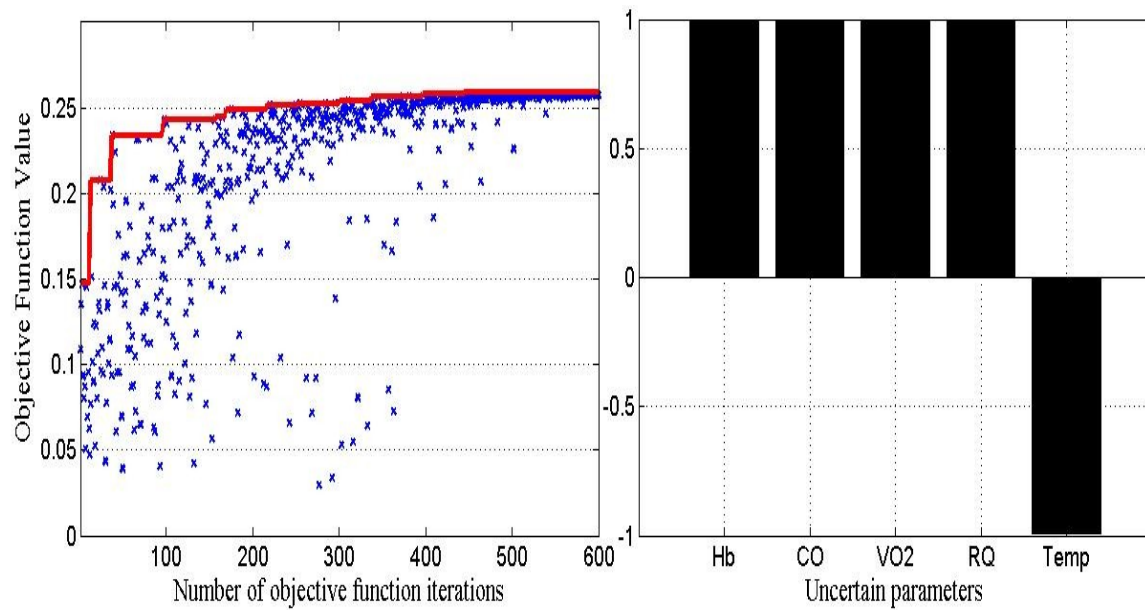 Objective Function Value
0.25
0.2
0.15
0.1
0.05
0
100 200 300 400 500 600
Number of objective function iterations
1
0.5
0
-0.5
-1
Hb CO VO2 RQ Temp
Uncertain parameters